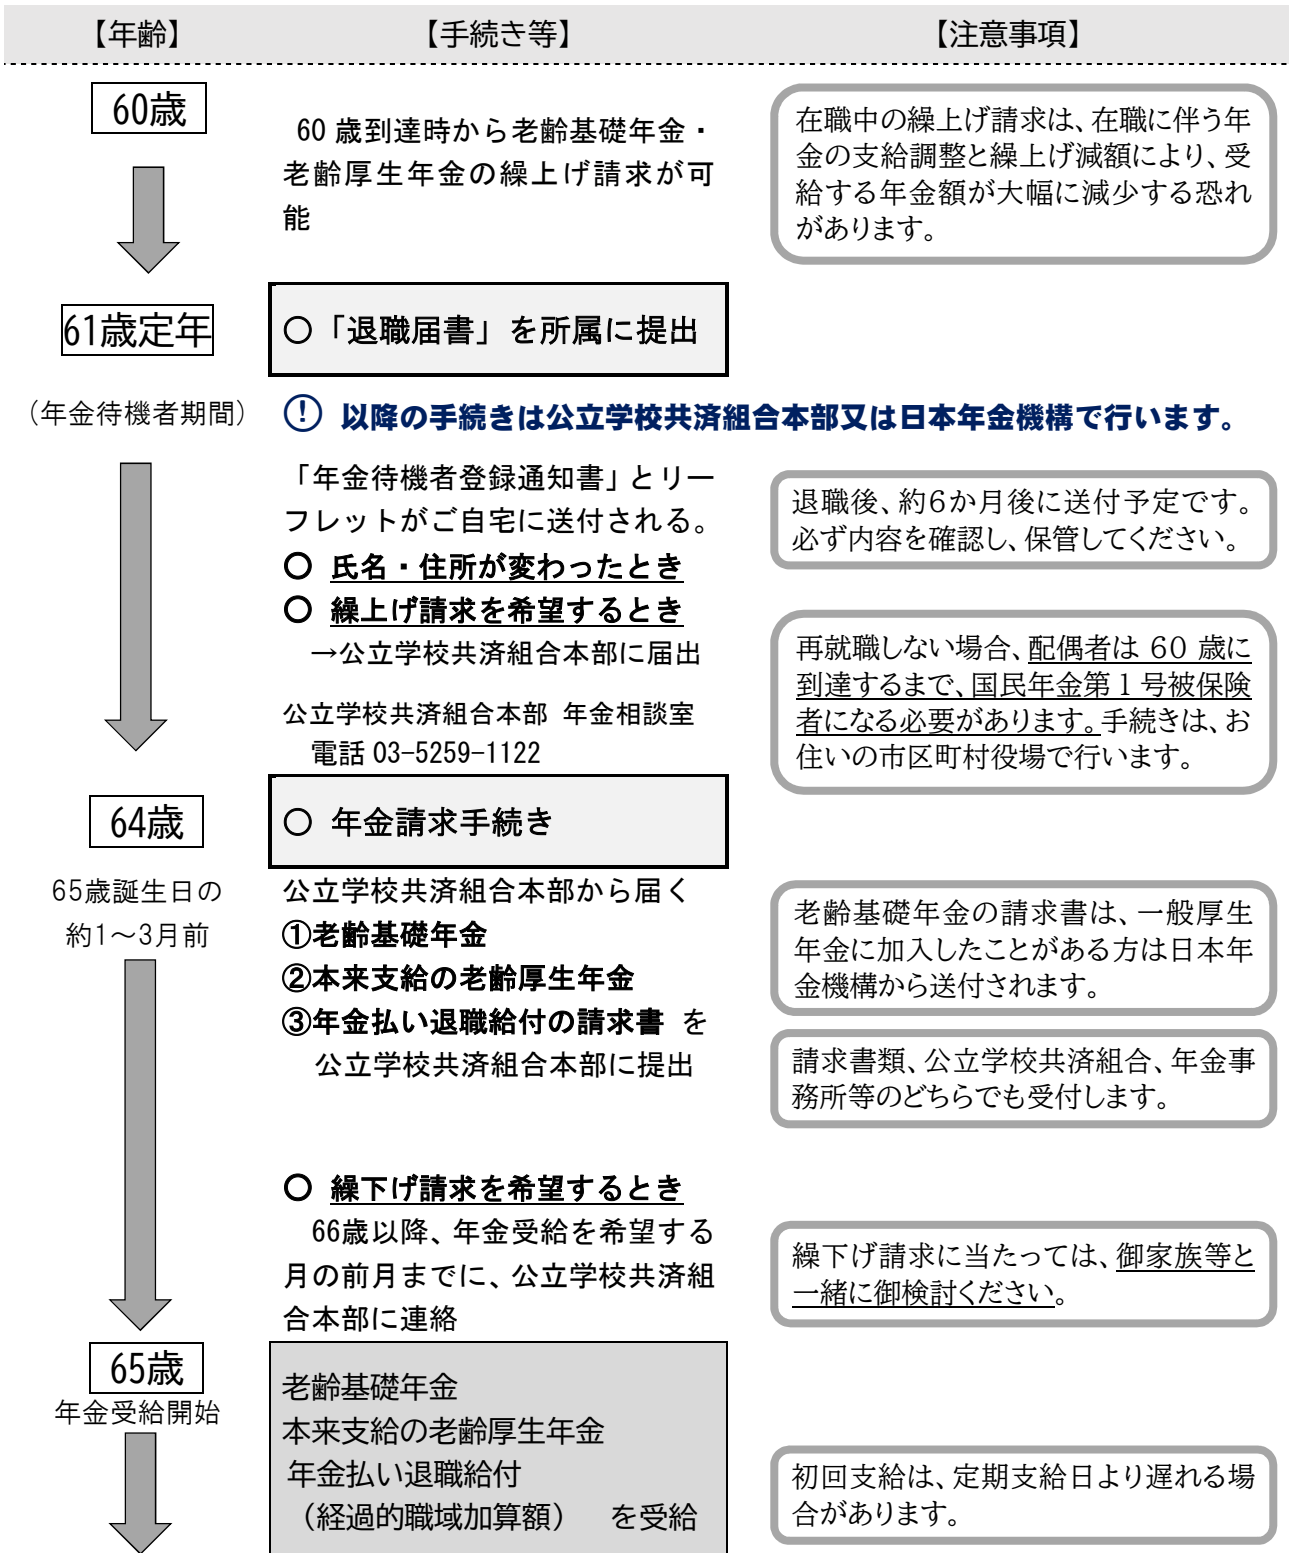 【年齢】 【手続き等】 【注意事項】
60歳
60 歳到達時から老齢基礎年金・
老齢厚生年金の繰上げ請求が可
能
在職中の繰上げ請求は、在職に伴う年
金の支給調整と繰上げ減額により、受
給する年金額が大幅に減少する恐れ
があります。
61歳定年
○「退職届書」を所属に提出
(年金待機者期間)
! 以降の手続きは公立学校共済組合本部又は日本年金機構で行います。
「年金待機者登録通知書」とリー
フレットがご自宅に送付される。
○ 氏名・住所が変わったとき
○ 繰上げ請求を希望するとき
→公立学校共済組合本部に届出
公立学校共済組合本部 年金相談室
電話 03-5259-1122
退職後、約6か月後に送付予定です。
必ず内容を確認し、保管してください。
再就職しない場合、配偶者は 60 歳に
到達するまで、国民年金第1号被保険
者になる必要があります。手続きは、お
住いの市区町村役場で行います。
64歳
○ 年金請求手続き
65歳誕生日の
約1～3月前
公立学校共済組合本部から届く
①老齢基礎年金
②本来支給の老齢厚生年金
③年金払い退職給付の請求書 を
公立学校共済組合本部に提出
老齢基礎年金の請求書は、一般厚生
年金に加入したことがある方は日本年
金機構から送付されます。
請求書類、公立学校共済組合、年金事
務所等のどちらでも受付します。
○ 繰下げ請求を希望するとき
66歳以降、年金受給を希望する
月の前月までに、公立学校共済組
合本部に連絡
繰下げ請求に当たっては、御家族等と
一緒に御検討ください。
65歳
年金受給開始
老齢基礎年金
本来支給の老齢厚生年金
年金払い退職給付
（経過的職域加算額） を受給
初回支給は、定期支給日より遅れる場
合があります。